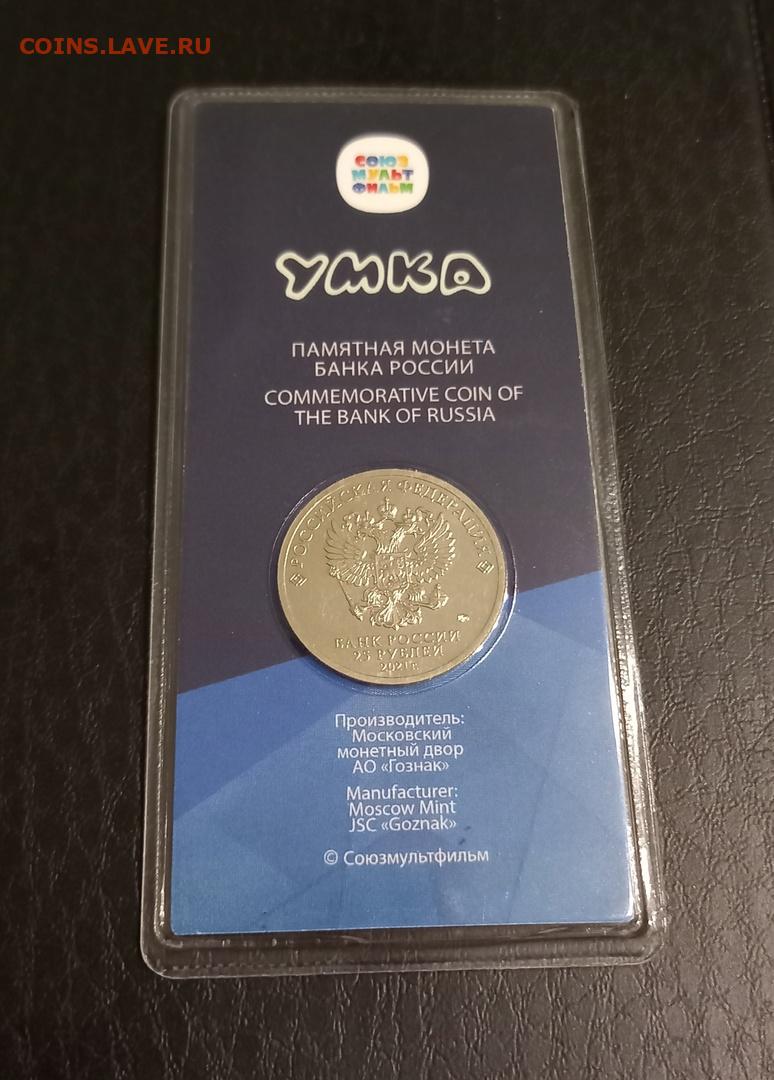 COINS.LAVE.RU
СОЮЗ
МУЛЬТ
ФИЛЬМ
УМКА
ПАМЯТНАЯ МОНЕТА
БАНКА РОССИИ
COMMEMORATIVE COIN OF
THE BANK OF RUSSIA
РОССИЙСКАЯ ФЕДЕРАЦИЯ
БАНК РОССИИ
25 РУБЛЕЙ
2021 г.
Производитель:
Московский
монетный двор
АО «Гознак»
Manufacturer:
Moscow Mint
JSC «Goznak»
© Союзмультфильм